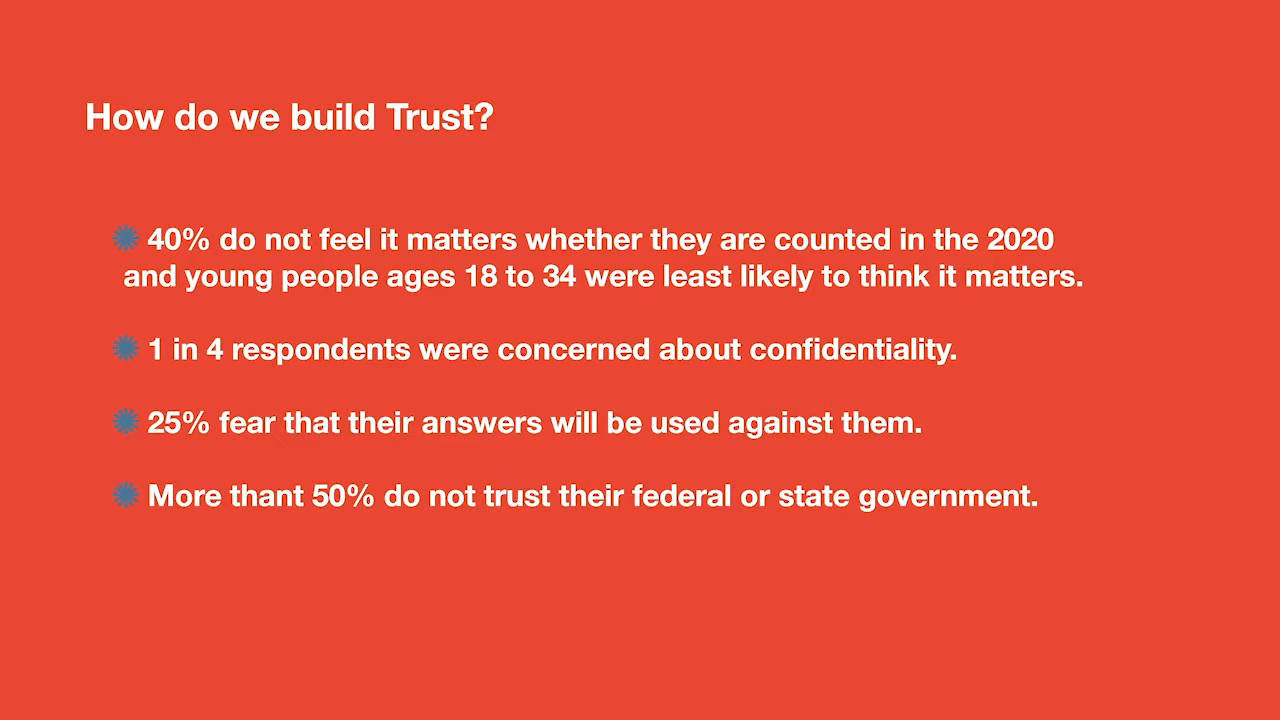 How do we build Trust?
40% do not feel it matters whether they are counted in the 2020
and young people ages 18 to 34 were least likely to think it matters.
1 in 4 respondents were concerned about confidentiality.
25% fear that their answers will be used against them.
More thant 50% do not trust their federal or state government.